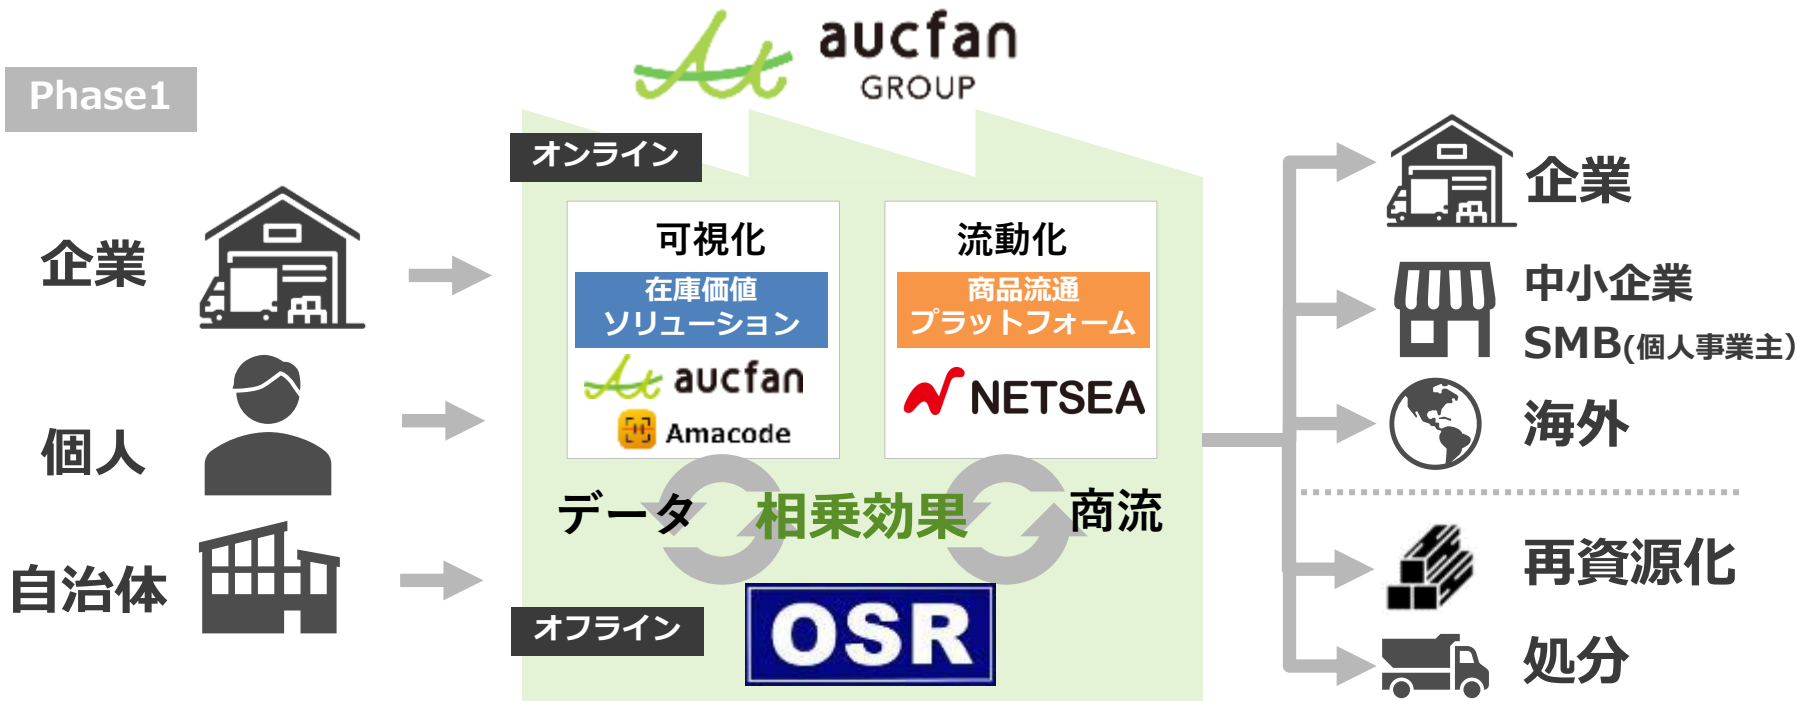 aucfan
GROUP
Phase1
オンライン
企業
個人
自治体
可視化
在庫価値
ソリューション
aucfan
Amacode
流動化
商品流通
プラットフォーム
NETSEA
データ
相乗効果
商流
オフライン
OSR
企業
中小企業
SMB(個人事業主)
海外
再資源化
処分